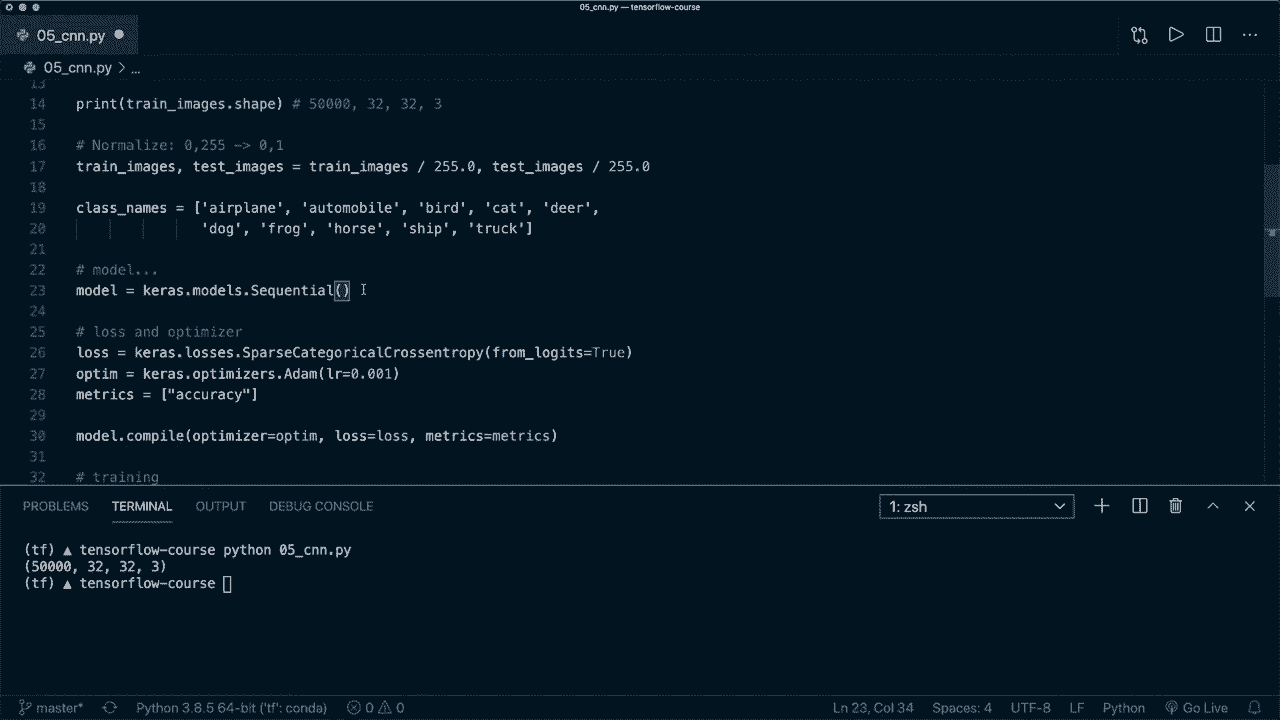 05_cnn.py — tensorflow-course
05_cnn.py
05_cnn.py > ...
13
14 print(train_images.shape) # 50000, 32, 32, 3
15
16 # Normalize: 0,255 -> 0,1
17 train_images, test_images = train_images / 255.0, test_images / 255.0
18
19 class_names = ['airplane', 'automobile', 'bird', 'cat', 'deer',
20 'dog', 'frog', 'horse', 'ship', 'truck']
21
22 # model...
23 model = keras.models.Sequential()
24
25 # loss and optimizer
26 loss = keras.losses.SparseCategoricalCrossentropy(from_logits=True)
27 optim = keras.optimizers.Adam(lr=0.001)
28 metrics = ["accuracy"]
29
30 model.compile(optimizer=optim, loss=loss, metrics=metrics)
31
32 # training
PROBLEMS TERMINAL OUTPUT DEBUG CONSOLE 1: zsh
(tf) ▲ tensorflow-course python 05_cnn.py
(50000, 32, 32, 3)
(tf) ▲ tensorflow-course
master* Python 3.8.5 64-bit ('tf': conda) 0 0 Ln 23, Col 34 Spaces: 4 UTF-8 LF Python Go Live